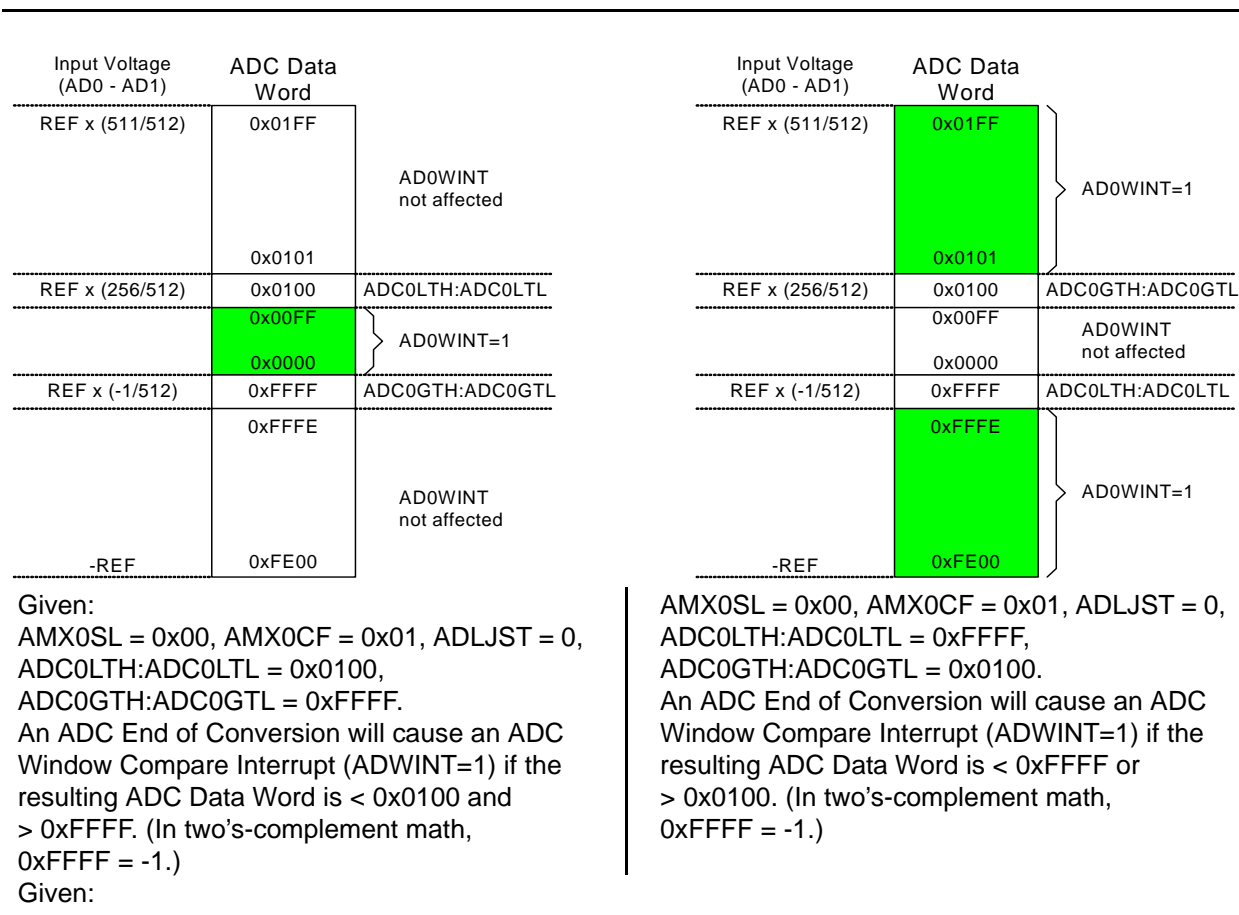 Input Voltage
(AD0 - AD1)
ADC Data
Word
REF x (511/512)
0x01FF
AD0WINT
not affected
0x0101
REF x (256/512)
0x0100
ADC0LTH:ADC0LTL
0x00FF
AD0WINT=1
0x0000
REF x (-1/512)
0xFFFF
ADC0GTH:ADC0GTL
0xFFFE
AD0WINT
not affected
-REF
0xFE00
Given:
AMX0SL = 0x00, AMX0CF = 0x01, ADLJST = 0,
ADC0LTH:ADC0LTL = 0x0100,
ADC0GTH:ADC0GTL = 0xFFFF.
An ADC End of Conversion will cause an ADC
Window Compare Interrupt (ADWINT=1) if the
resulting ADC Data Word is < 0x0100 and
> 0xFFFF. (In two's-complement math,
0xFFFF = -1.)
Given:
Input Voltage
(AD0 - AD1)
ADC Data
Word
REF x (511/512)
0x01FF
AD0WINT=1
0x0101
REF x (256/512)
0x0100
ADC0GTH:ADC0GTL
0x00FF
AD0WINT
not affected
0x0000
REF x (-1/512)
0xFFFF
ADC0LTH:ADC0LTL
0xFFFE
AD0WINT=1
-REF
0xFE00
AMX0SL = 0x00, AMX0CF = 0x01, ADLJST = 0,
ADC0LTH:ADC0LTL = 0xFFFF,
ADC0GTH:ADC0GTL = 0x0100.
An ADC End of Conversion will cause an ADC
Window Compare Interrupt (ADWINT=1) if the
resulting ADC Data Word is < 0xFFFF or
> 0x0100. (In two's-complement math,
0xFFFF = -1.)